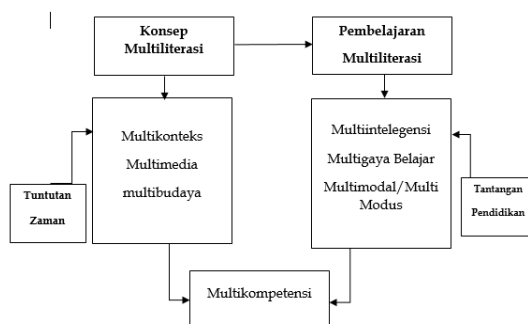 Konsep
Multiliterasi
Pembelajaran
Multiliterasi
Multikonteks
Multimedia
multibudaya
Multiintelegensi
Multigaya Belajar
Multimodal/Multi
Modus
Tuntutan
Zaman
Tantangan
Pendidikan
Multikompetensi